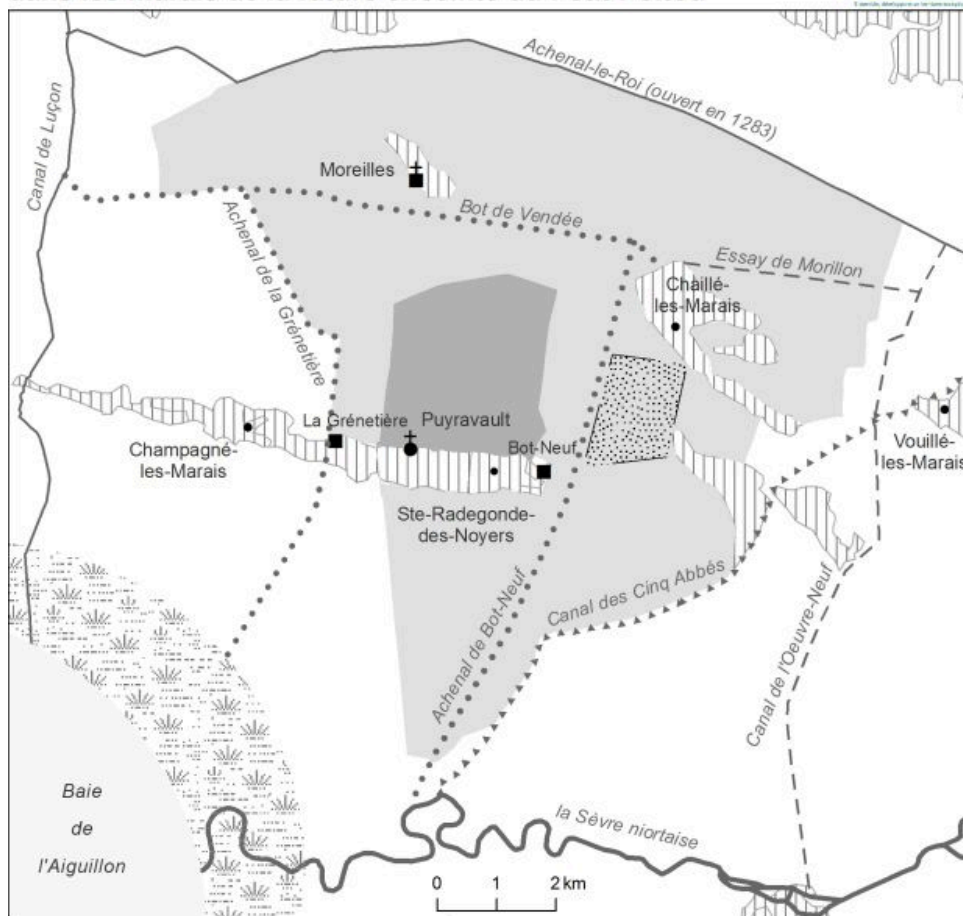 Achenal-le-Roi (ouvert en 1283)
Canal de Luçon
Moreilles
Bot de Vendée
Achenal de la Grénetière
Essay de Morillon
Chaillé-
les-Marais
La Grénetière
Puyravault
Bot-Neuf
Champagné-
les-Marais
Vouillé-
les-Marais
Ste-Radegonde-
des-Noyers
Canal des Cinq Abbés
Achenal de Bot-Neuf
Canal de l'Oeuvre-Neuf
Baie
de
l'Aiguillon
la Sèvre niortaise
0 1 2 km